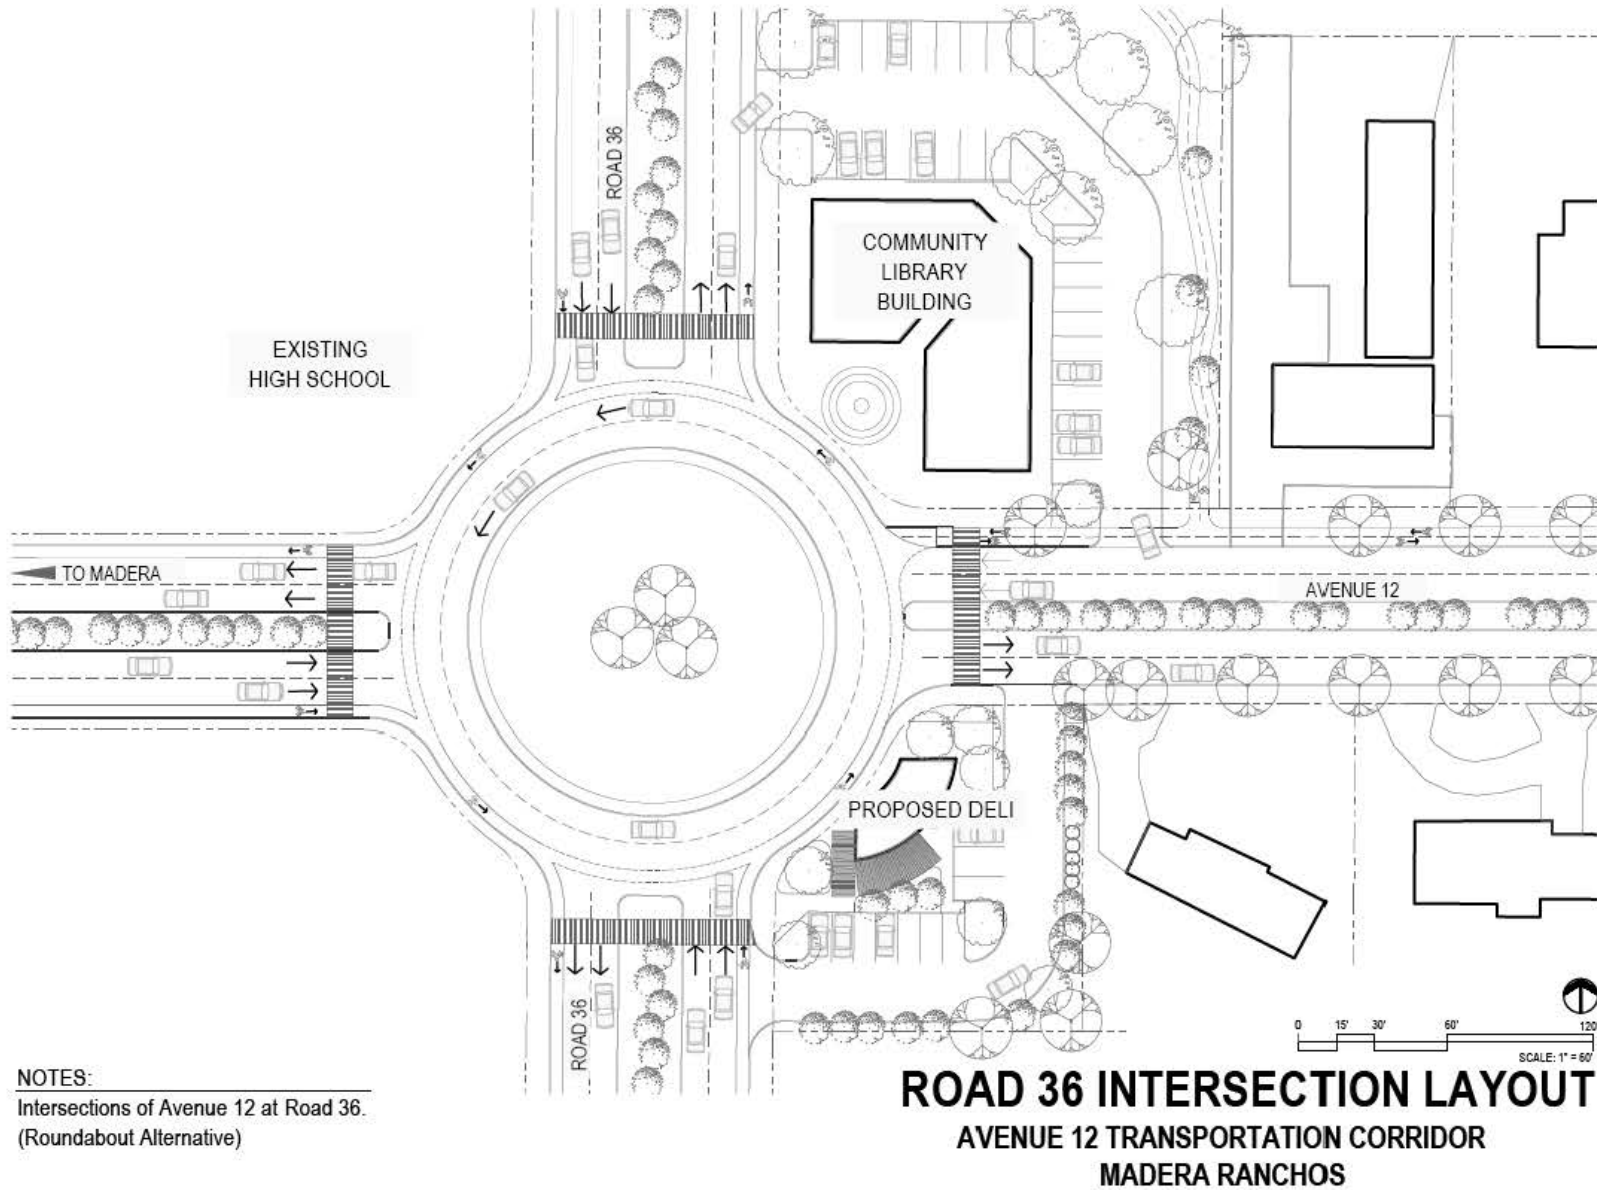 ROAD 36
COMMUNITY
LIBRARY
BUILDING
EXISTING
HIGH SCHOOL
TO MADERA
AVENUE 12
PROPOSED DELI
ROAD 36
0 15' 30' 60' 120
SCALE: 1" = 60'
NOTES:
Intersections of Avenue 12 at Road 36.
(Roundabout Alternative)
ROAD 36 INTERSECTION LAYOUT
AVENUE 12 TRANSPORTATION CORRIDOR
MADERA RANCHOS